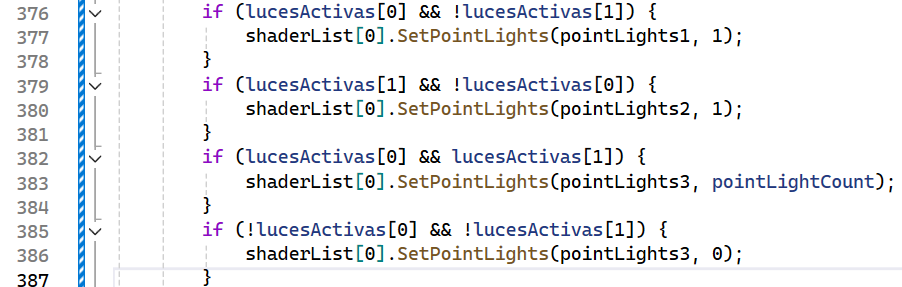 376 if (lucesActivas[0] && !lucesActivas[1]) {
377 shaderList[0].SetPointLights(pointLights1, 1);
378 }
379 if (lucesActivas[1] && !lucesActivas[0]) {
380 shaderList[0].SetPointLights(pointLights2, 1);
381 }
382 if (lucesActivas[0] && lucesActivas[1]) {
383 shaderList[0].SetPointLights(pointLights3, pointLightCount);
384 }
385 if (!lucesActivas[0] && !lucesActivas[1]) {
386 shaderList[0].SetPointLights(pointLights3, 0);
387 }